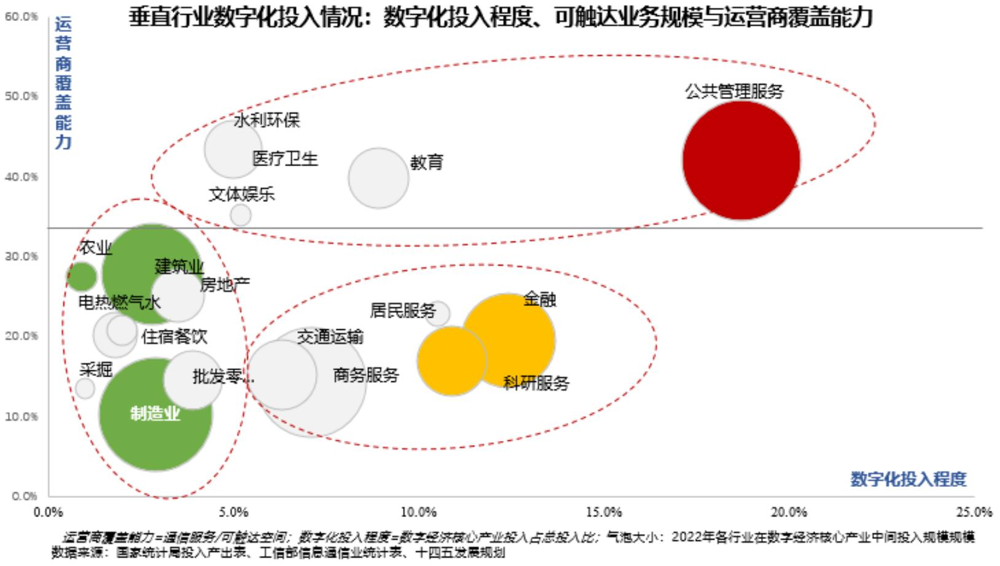 垂直行业数字化投入情况：数字化投入程度、可触达业务规模与运营商覆盖能力
运营商覆盖能力
60.0%
50.0%
40.0%
30.0%
20.0%
10.0%
0.0%
公共管理服务
水利环保
医疗卫生
教育
文体娱乐
农业
建筑业
房地产
电热燃气水
住宿餐饮
采掘
批发零...
制造业
居民服务
金融
交通运输
商务服务
科研服务
数字化投入程度
0.0%
5.0%
10.0%
15.0%
20.0%
25.0%
运营商覆盖能力=通信服务/可触达空间；数字化投入程度=数字经济核心产业投入占总投入比；气泡大小：2022年各行业在数字经济核心产业中间投入规模规模
数据来源：国家统计局投入产出表、工信部信息通信业统计表、十四五发展规划